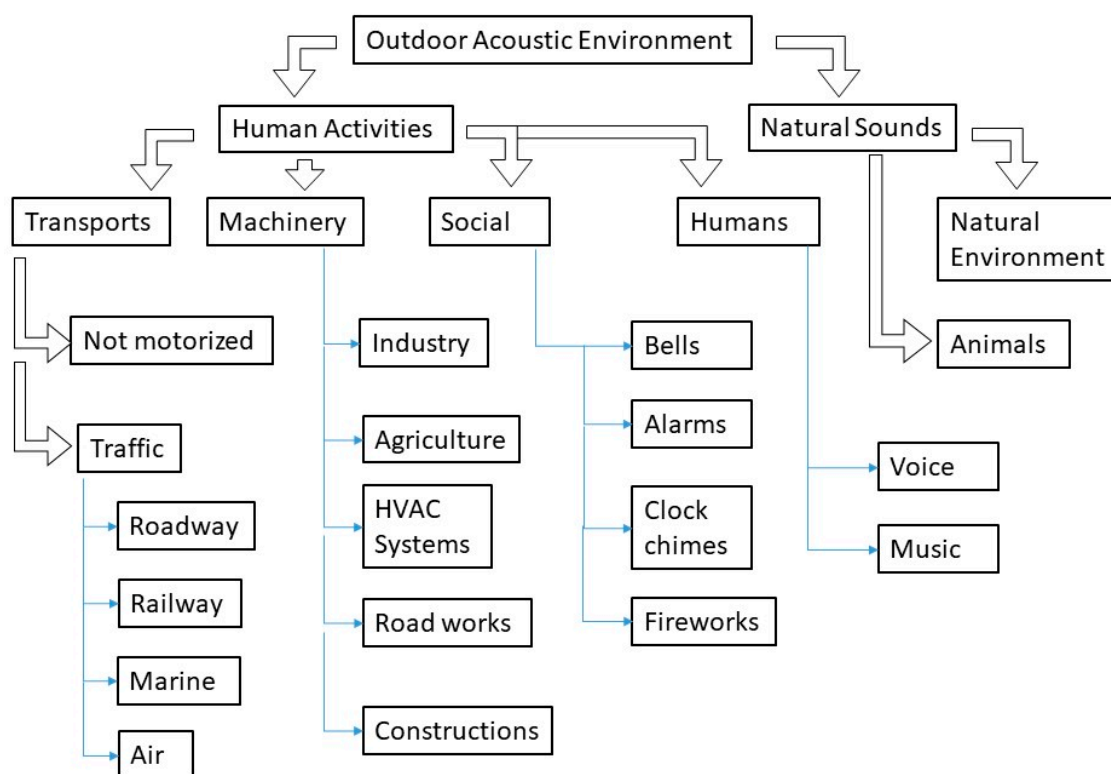 Outdoor Acoustic Environment
Human Activities
Natural Sounds
Transports
Machinery
Social
Humans
Natural
Environment
Not motorized
Industry
Bells
Animals
Traffic
Agriculture
Alarms
Voice
Roadway
HVAC
Systems
Clock
chimes
Music
Railway
Road works
Fireworks
Marine
Constructions
Air